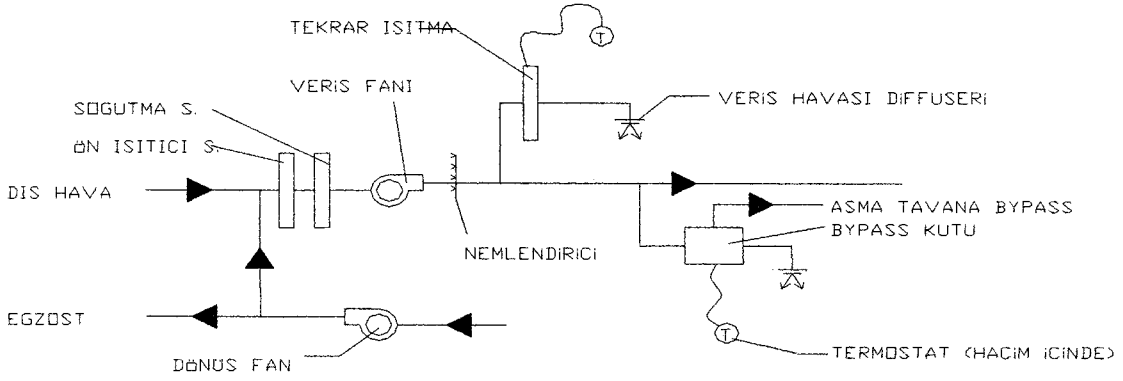 TEKRAR ISITMA
T
VERiS FANI
VERiS HAVASI DiFFUSERi
SOGUTMA S.
ÖN ISITICI S.
DIS HAVA
ASMA TAVANA BYPASS
BYPASS KUTU
NEMLENDiRiCi
EGZOST
T
TERMOSTAT (HACiM iCiNDE)
DÖNUS FAN